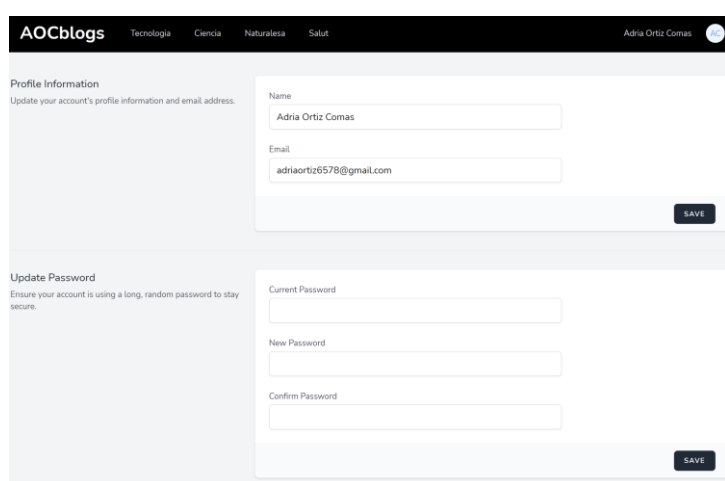 AOCblogs Tecnologia Ciencia Naturalesa Salut Adria Ortiz Comas AC
Profile Information
Update your account's profile information and email address.
Name
Adria Ortiz Comas
Email
adriaortiz6578@gmail.com
SAVE
Update Password
Ensure your account is using a long, random password to stay
secure.
Current Password
New Password
Confirm Password
SAVE